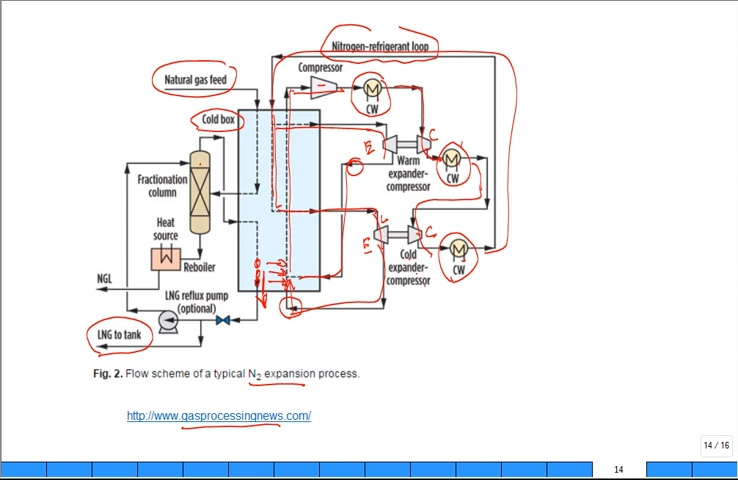 Nitrogen-refrigerant loop
Natural gas feed
Compressor
CW
Cold box
E
C
Warm
expander-
compressor
CW
Fractionation
column
Heat
source
E
C
Cold
expander-
compressor
CW
Reboiler
NGL
LNG reflux pump
(optional)
LNG to tank
Fig. 2. Flow scheme of a typical N2 expansion process.
http://www.gasprocessingnews.com/
14 / 16
14